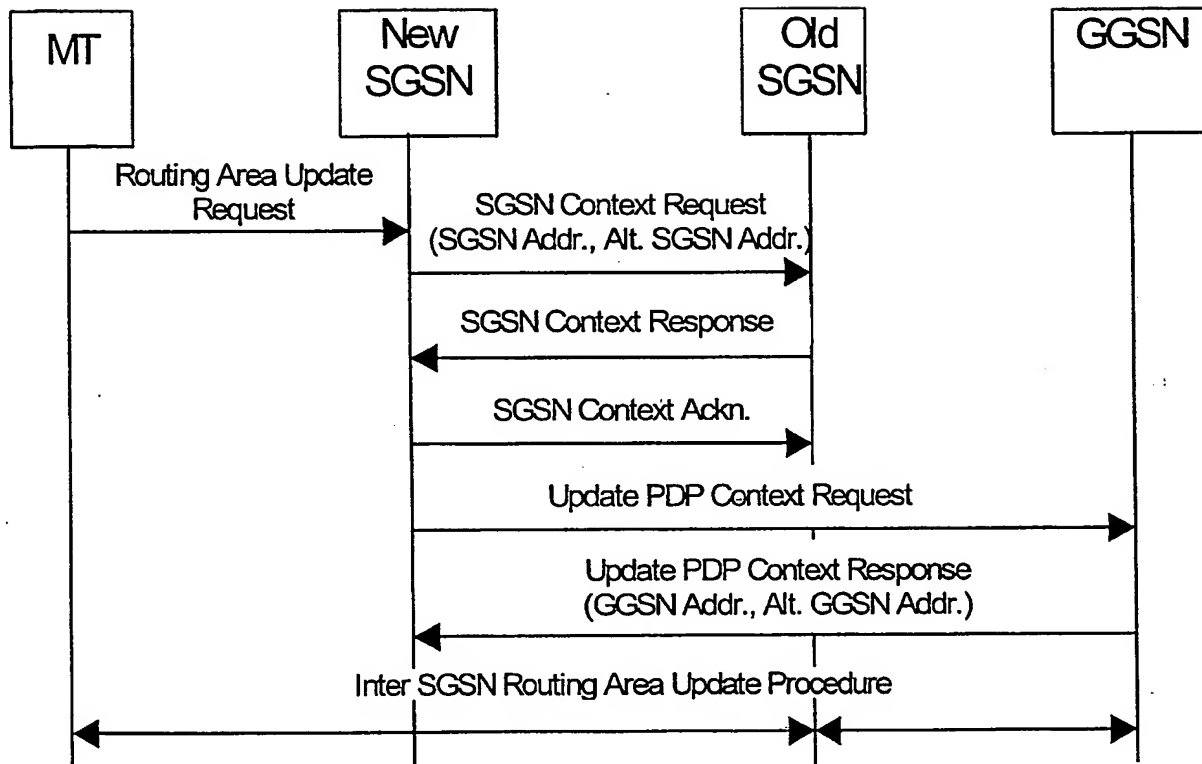 MT
New
SGSN
Old
SGSN
GGSN
Routing Area Update
Request
SGSN Context Request
(SGSN Addr., Alt. SGSN Addr.)
SGSN Context Response
SGSN Context Ackn.
Update PDP Context Request
Update PDP Context Response
(GGSN Addr., Alt. GGSN Addr.)
Inter SGSN Routing Area Update Procedure